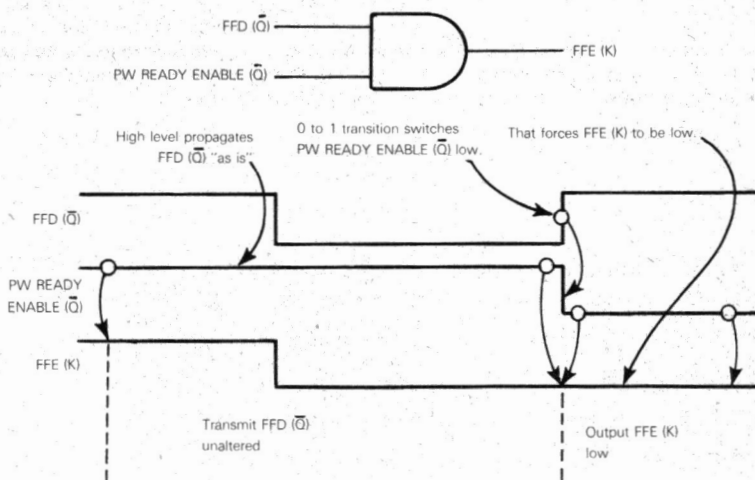 FFD (Q̅)
FFE (K)
PW READY ENABLE (Q̅)
High level propagates
FFD (Q̅) "as is"
0 to 1 transition switches
PW READY ENABLE (Q̅) low.
That forces FFE (K) to be low.
FFD (Q̅)
PW READY
ENABLE (Q̅)
FFE (K)
Transmit FFD (Q̅)
unaltered
Output FFE (K)
low